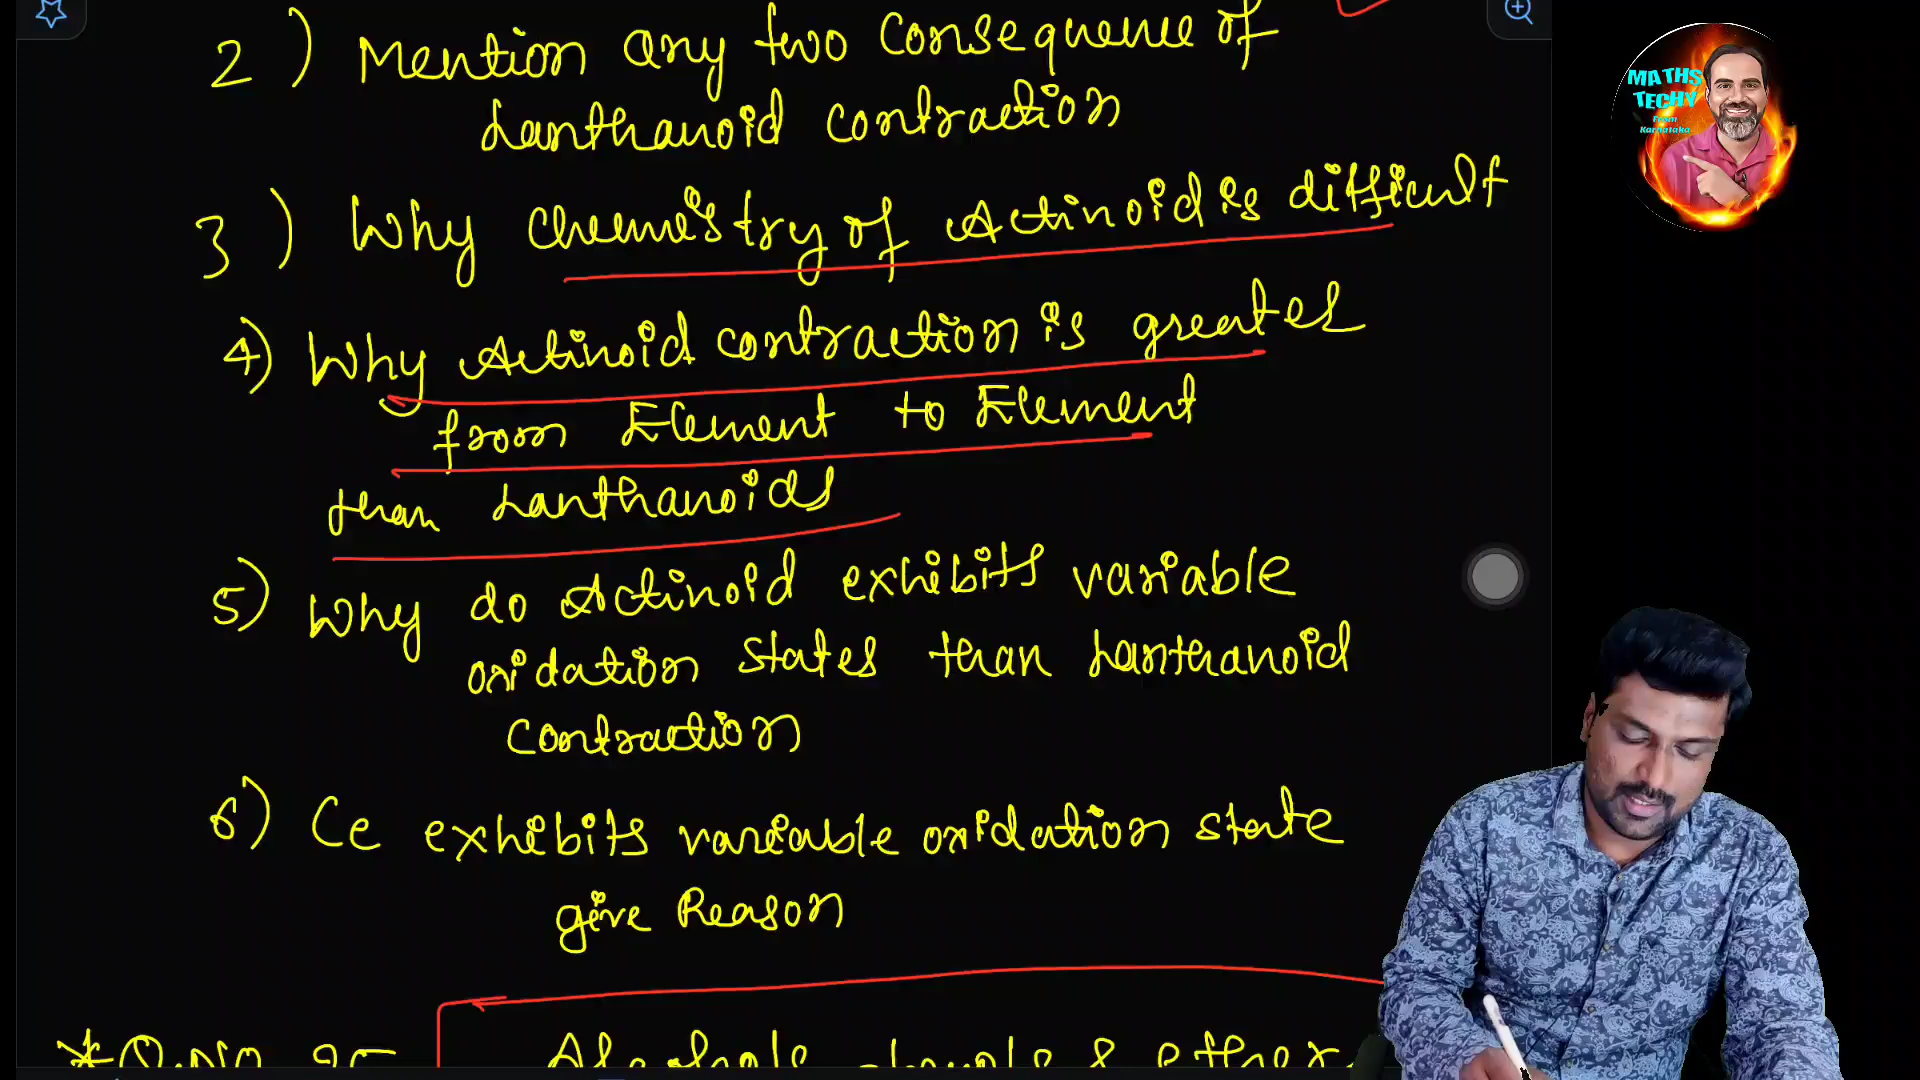 2) Mention any two Consequence of
Lanthanoid contraction
3) Why chemistry of Actinoid is difficult
4) Why Actinoid contraction is greater
from Element to Element
than Lanthanoids
5) Why do Actinoid exhibits variable
oxidation states than Lanthanoid
contraction
6) Ce exhibits variable oxidation state
give Reason
MATHS
TECHY
From
Karnataka